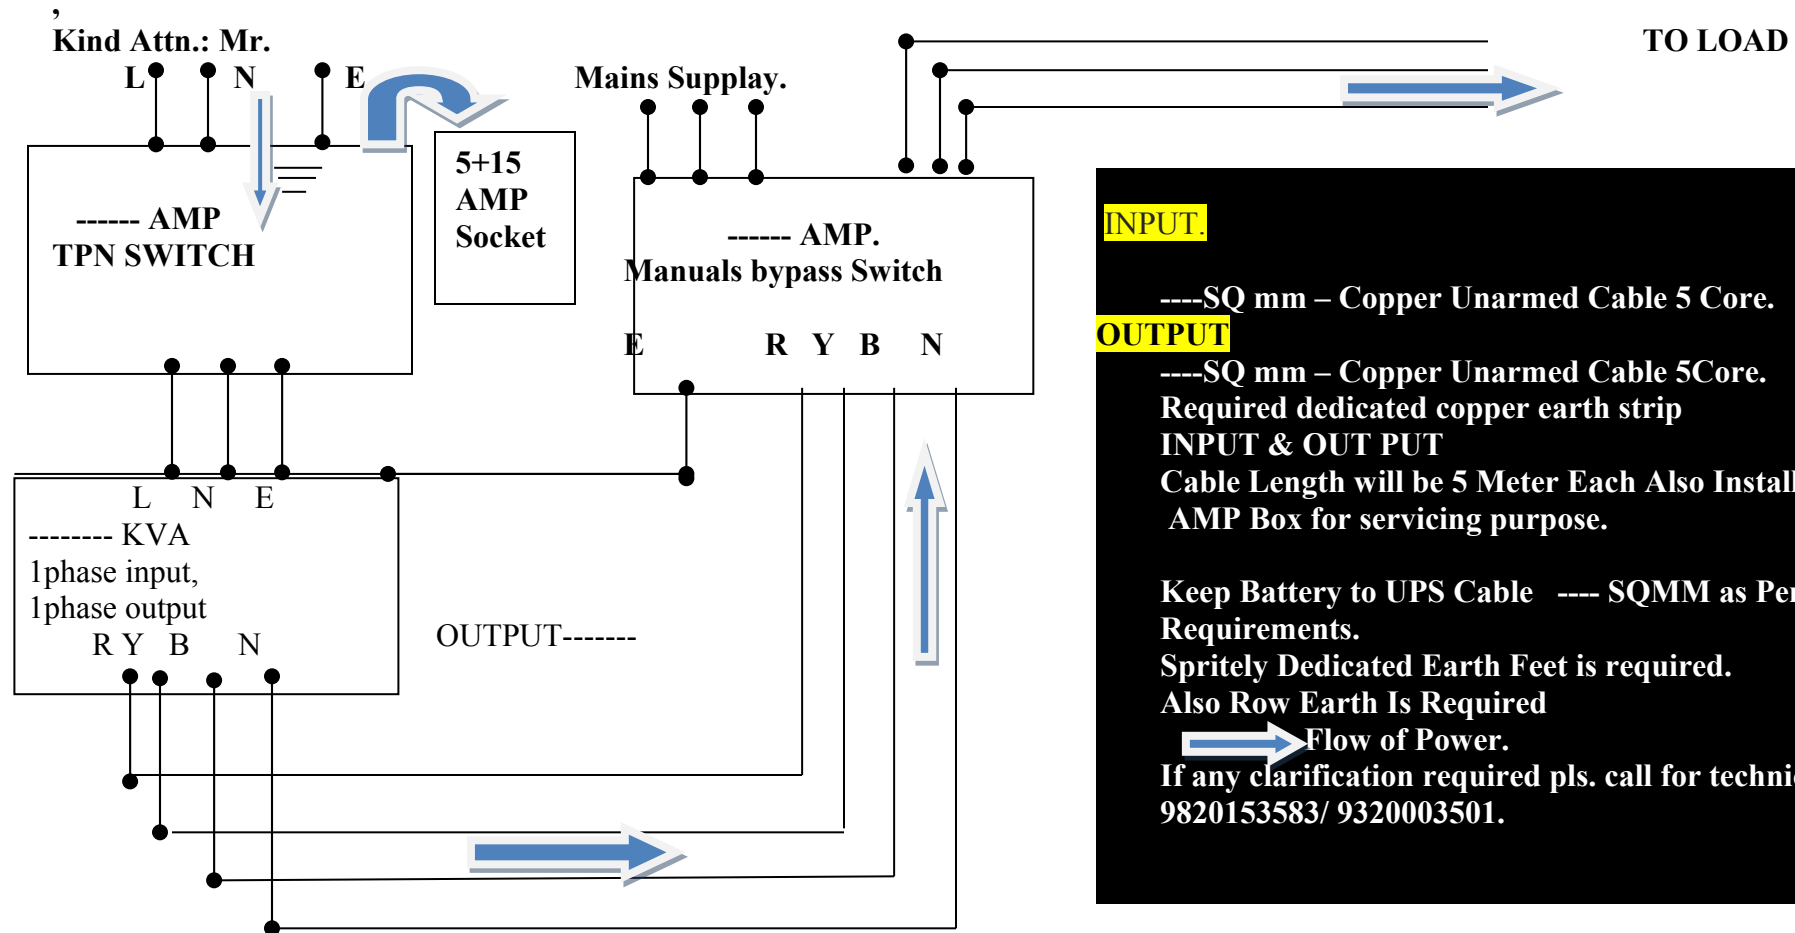 ,
Kind Attn.: Mr.
L N E
Mains Supplay.
TO LOAD
5+15
AMP
Socket
------ AMP
TPN SWITCH
------ AMP.
Manuals bypass Switch
E R Y B N
L N E
-------- KVA
1phase input,
1phase output
R Y B N
OUTPUT-------
INPUT.
----SQ mm – Copper Unarmed Cable 5 Core.
OUTPUT
----SQ mm – Copper Unarmed Cable 5Core.
Required dedicated copper earth strip
INPUT & OUT PUT
Cable Length will be 5 Meter Each Also Install
AMP Box for servicing purpose.
Keep Battery to UPS Cable ---- SQMM as Per
Requirements.
Spritely Dedicated Earth Feet is required.
Also Row Earth Is Required
Flow of Power.
If any clarification required pls. call for technic
9820153583/ 9320003501.